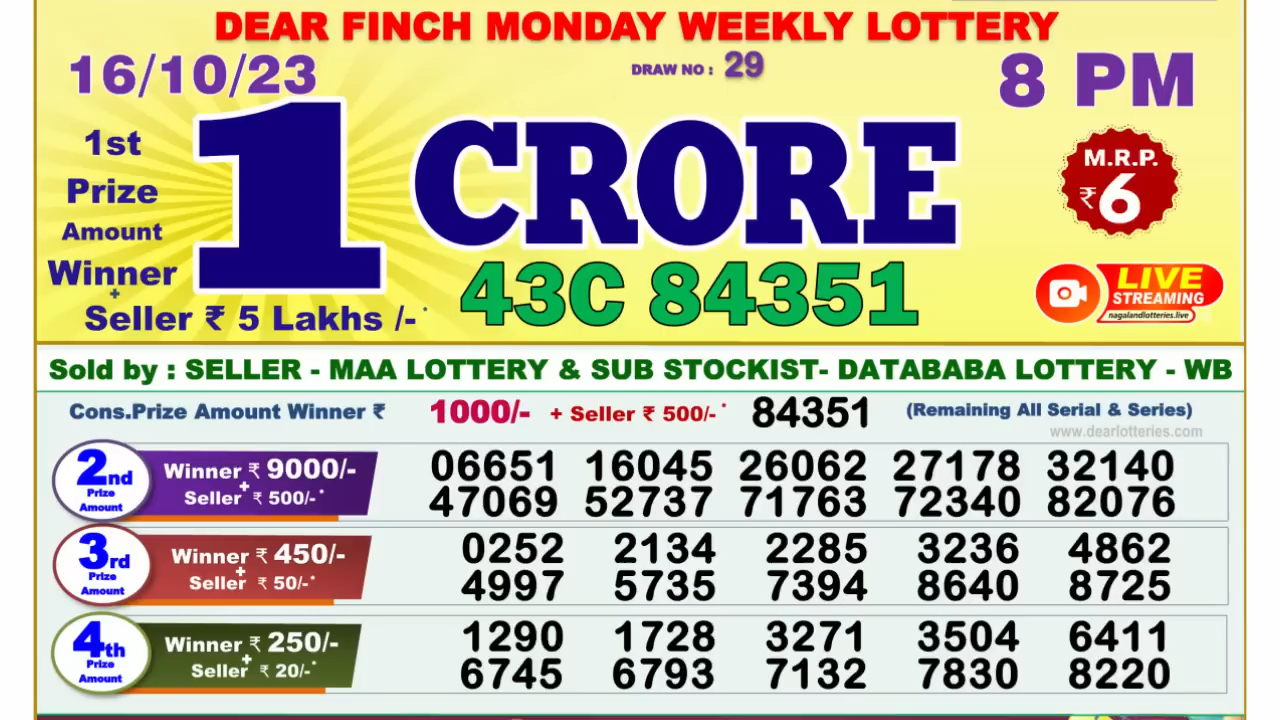 DEAR FINCH MONDAY WEEKLY LOTTERY
16/10/23
DRAW NO : 29
8 PM
1st
Prize
Amount
Winner
+
Seller ₹ 5 Lakhs /-*
1 CRORE
43C 84351
M.R.P.
₹6
LIVE
STREAMING
nagalandlotteries.live
Sold by : SELLER - MAA LOTTERY & SUB STOCKIST- DATABABA LOTTERY - WB
Cons.Prize Amount Winner ₹ 1000/- + Seller ₹ 500/-* 84351 (Remaining All Serial & Series)
www.dearlotteries.com
2nd
Prize
Amount
Winner ₹ 9000/-
+
Seller ₹ 500/-*
06651 16045 26062 27178 32140
47069 52737 71763 72340 82076
3rd
Prize
Amount
Winner ₹ 450/-
+
Seller ₹ 50/-*
0252 2134 2285 3236 4862
4997 5735 7394 8640 8725
4th
Prize
Amount
Winner ₹ 250/-
+
Seller ₹ 20/-*
1290 1728 3271 3504 6411
6745 6793 7132 7830 8220